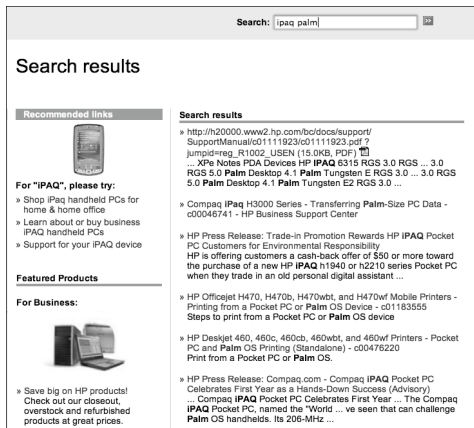 Search: ipaq palm
Search results
Recommended links
For "iPAQ", please try:
» Shop iPaq handheld PCs for
home & home office
» Learn about or buy business
iPAQ handheld PCs
» Support for your iPAQ device
Featured Products
For Business:
» Save big on HP products!
Check out our closeout,
overstock and refurbished
products at great prices.
Search results
» http://h20000.www2.hp.com/bc/docs/support/
SupportManual/c01111923/c01111923.pdf ?
jumpid=reg_R1002_USEN (15.0KB, PDF)
... XPe Notes PDA Devices HP iPAQ 6315 RGS 3.0 RGS ... 3.0
RGS 5.0 Palm Desktop 4.1 Palm Tungsten E RGS 3.0 ... 3.0 RGS
5.0 Palm Desktop 4.1 Palm Tungsten E2 RGS 3.0 ...
» Compaq iPaq H3000 Series - Transferring Palm-Size PC Data -
c00046741 - HP Business Support Center
» HP Press Release: Trade-in Promotion Rewards HP iPAQ Pocket
PC Customers for Environmental Responsibility
HP is offering customers a cash-back offer of $50 or more toward
the purchase of a new HP iPAQ h1940 or h2210 series Pocket PC
when they trade in an old personal digital assistant ...
» HP Officejet H470, H470b, H470wbt, and H470wf Mobile Printers -
Printing from a Pocket PC or Palm OS Device - c01183555
Steps to print from a Pocket PC or Palm OS device
» HP Deskjet 460, 460c, 460cb, 460wbt, and 460wf Printers - Pocket
PC and Palm OS Printing (Standalone) - c00476220
Print from a Pocket PC or Palm OS.
» HP Press Release: Compaq.com - Compaq iPAQ Pocket PC
Celebrates First Year as a Hands-Down Success (Advisory)
... Compaq iPAQ Pocket PC Celebrates First Year ... The Compaq
iPAQ Pocket PC, named the "World ... ve seen that can challenge
Palm OS handhelds. Its 206-MHz ...